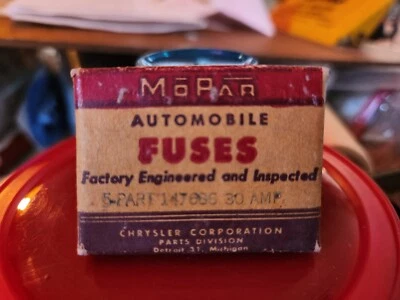 MOPAR
AUTOMOBILE
FUSES
Factory Engineered and Inspected
5-PART 147686 30 AMP.
CHRYSLER CORPORATION
PARTS DIVISION
Detroit 31, Michigan